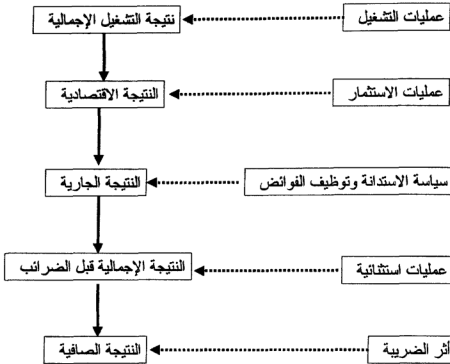 عمليات التشغيل
نتيجة التشغيل الإجمالية
عمليات الاستثمار
النتيجة الاقتصادية
سياسة الاستدانة وتوظيف الفوائض
النتيجة الجارية
عمليات استثنائية
النتيجة الإجمالية قبل الضرائب
أثر الضريبة
النتيجة الصافية